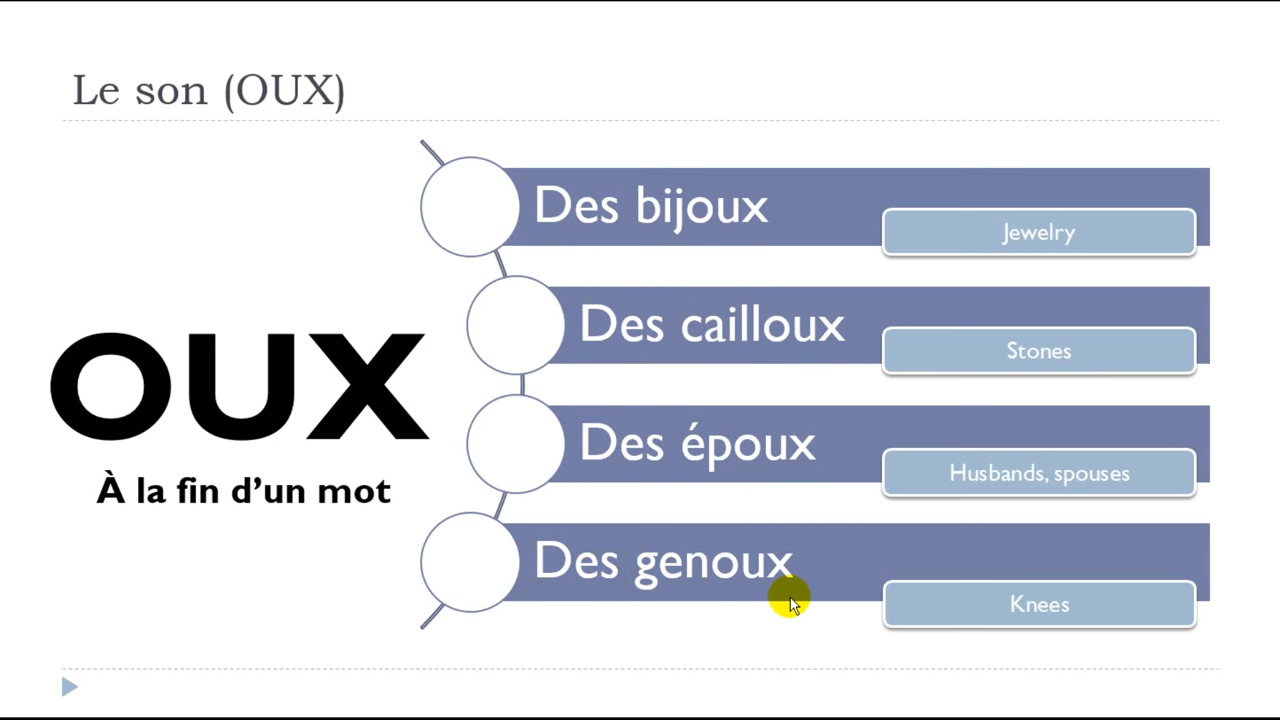 Le son (OUX)
OUX
À la fin d’un mot
Des bijoux
Jewelry
Des cailloux
Stones
Des époux
Husbands, spouses
Des genoux
Knees